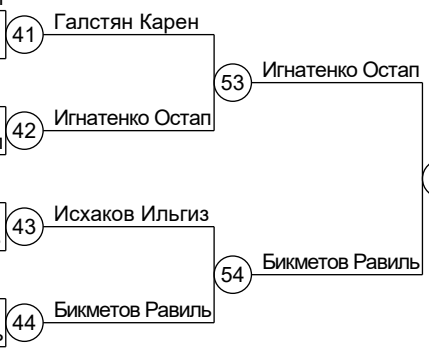 41 Галстян Карен
53 Игнатенко Остап
42 Игнатенко Остап
43 Исхаков Ильгиз
54 Бикметов Равиль
44 Бикметов Равиль